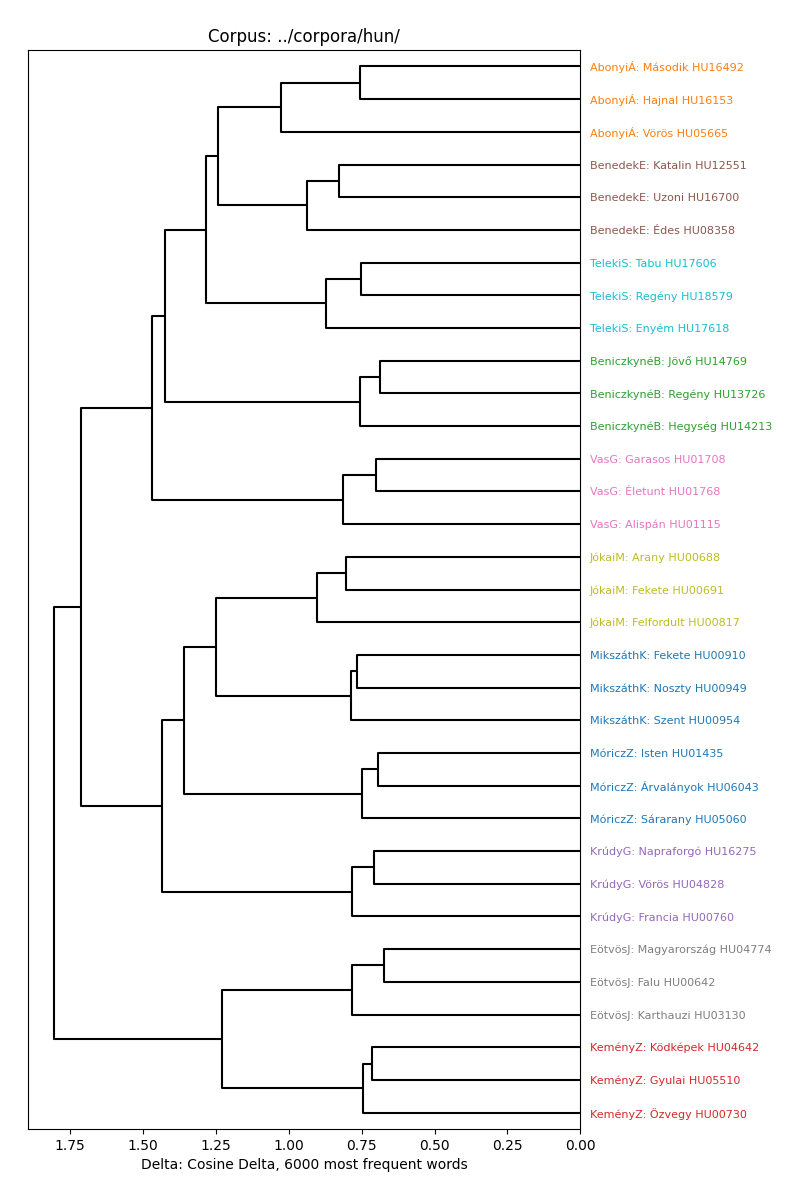 Corpus: ../corpora/hun/
AbonyiÁ: Második HU16492
AbonyiÁ: Hajnal HU16153
AbonyiÁ: Vörös HU05665
BenedekE: Katalin HU12551
BenedekE: Uzoni HU16700
BenedekE: Édes HU08358
TelekiS: Tabu HU17606
TelekiS: Regény HU18579
TelekiS: Enyém HU17618
BeniczkynéB: Jövő HU14769
BeniczkynéB: Regény HU13726
BeniczkynéB: Hegység HU14213
VasG: Garasos HU01708
VasG: Életunt HU01768
VasG: Alispán HU01115
JókaiM: Arany HU00688
JókaiM: Fekete HU00691
JókaiM: Felfordult HU00817
MikszáthK: Fekete HU00910
MikszáthK: Noszty HU00949
MikszáthK: Szent HU00954
MóriczZ: Isten HU01435
MóriczZ: Árvalányok HU06043
MóriczZ: Sárarany HU05060
KrúdyG: Napraforgó HU16275
KrúdyG: Vörös HU04828
KrúdyG: Francia HU00760
EötvösJ: Magyarország HU04774
EötvösJ: Falu HU00642
EötvösJ: Karthauzi HU03130
KeményZ: Ködképek HU04642
KeményZ: Gyulai HU05510
KeményZ: Özvegy HU00730
1.75 1.50 1.25 1.00 0.75 0.50 0.25 0.00
Delta: Cosine Delta, 6000 most frequent words